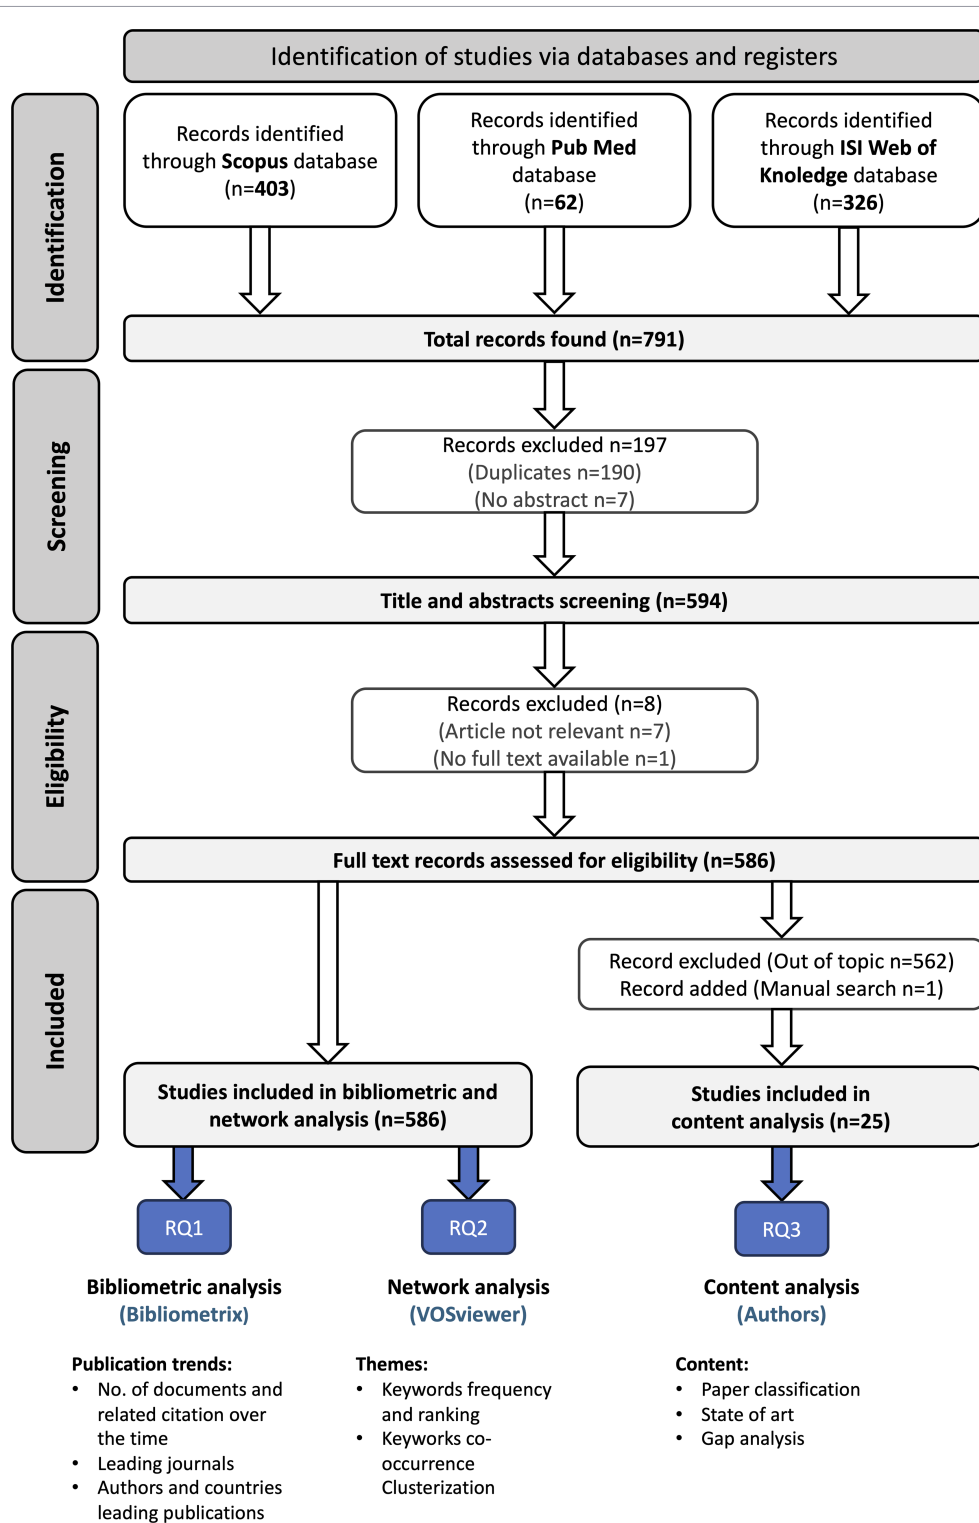 Identification of studies via databases and registers
Identification
Records identified
through Scopus database
(n=403)
Records identified
through Pub Med
database
(n=62)
Records identified
through ISI Web of
Knoledge database
(n=326)
Total records found (n=791)
Screening
Records excluded n=197
(Duplicates n=190)
(No abstract n=7)
Title and abstracts screening (n=594)
Eligibility
Records excluded (n=8)
(Article not relevant n=7)
(No full text available n=1)
Full text records assessed for eligibility (n=586)
Included
Record excluded (Out of topic n=562)
Record added (Manual search n=1)
Studies included in bibliometric and
network analysis (n=586)
Studies included in
content analysis (n=25)
RQ1
RQ2
RQ3
Bibliometric analysis
(Bibliometrix)
Network analysis
(VOSviewer)
Content analysis
(Authors)
Publication trends:
• No. of documents and
related citation over
the time
• Leading journals
• Authors and countries
leading publications
Themes:
• Keywords frequency
and ranking
• Keyworks co-
occurrence
Clusterization
Content:
• Paper classification
• State of art
• Gap analysis